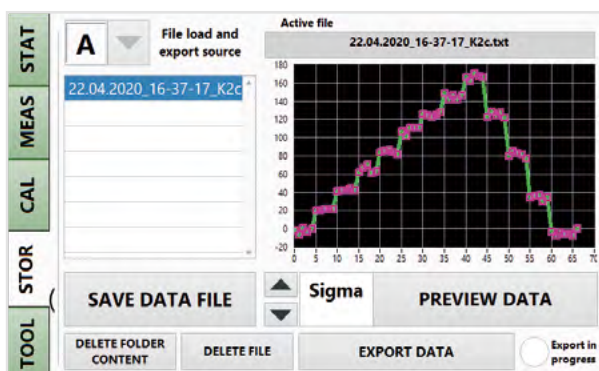 STAT
MEAS
CAL
STOR
TOOL
A
File load and
export source
22.04.2020_16-37-17_K2c
Active file
22.04.2020_16-37-17_K2c.txt
180
160
140
120
100
80
60
40
20
0
-20
0 5 10 15 20 25 30 35 40 45 50 55 60 65 70
SAVE DATA FILE
Sigma
PREVIEW DATA
DELETE FOLDER
CONTENT
DELETE FILE
EXPORT DATA
Export in
progress